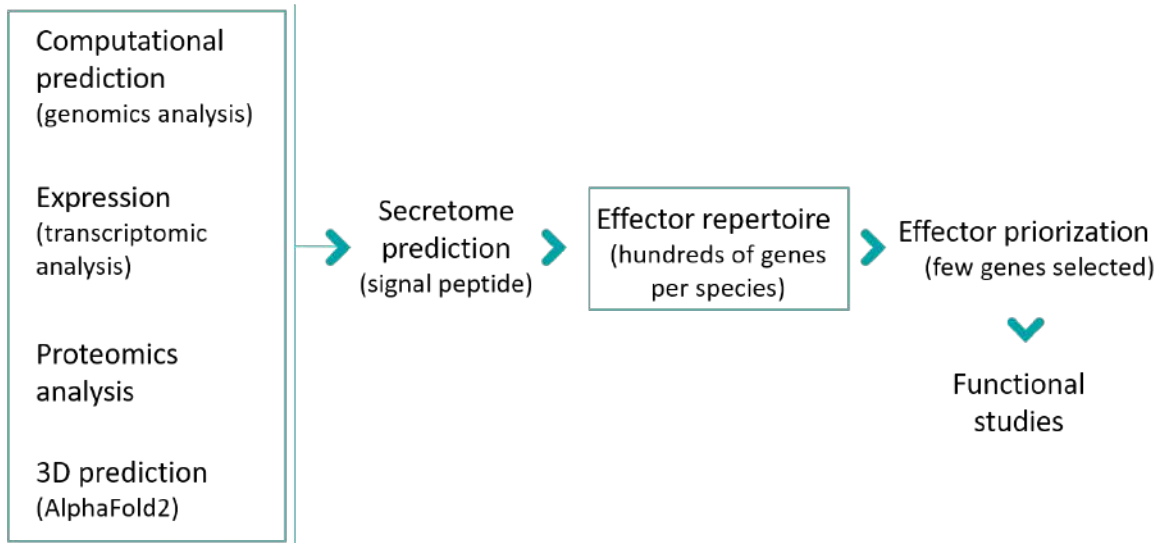 Computational
prediction
(genomics analysis)
Expression
(transcriptomic
analysis)
Proteomics
analysis
3D prediction
(AlphaFold2)
Secretome
prediction
(signal peptide)
Effector repertoire
(hundreds of genes
per species)
Effector priorization
(few genes selected)
Functional
studies